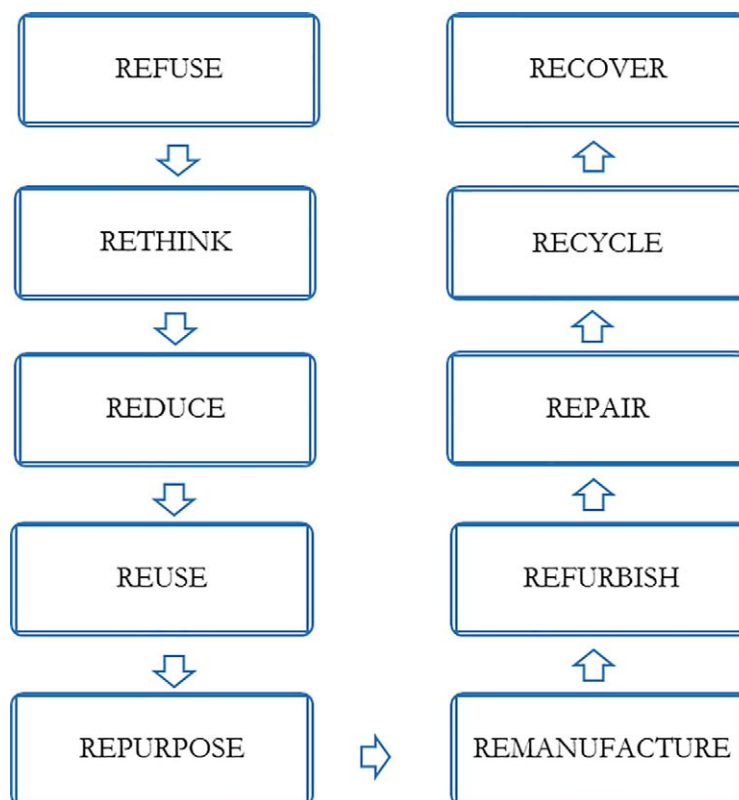 REFUSE
RETHINK
REDUCE
REUSE
REPURPOSE
REMANUFACTURE
REFURBISH
REPAIR
RECYCLE
RECOVER